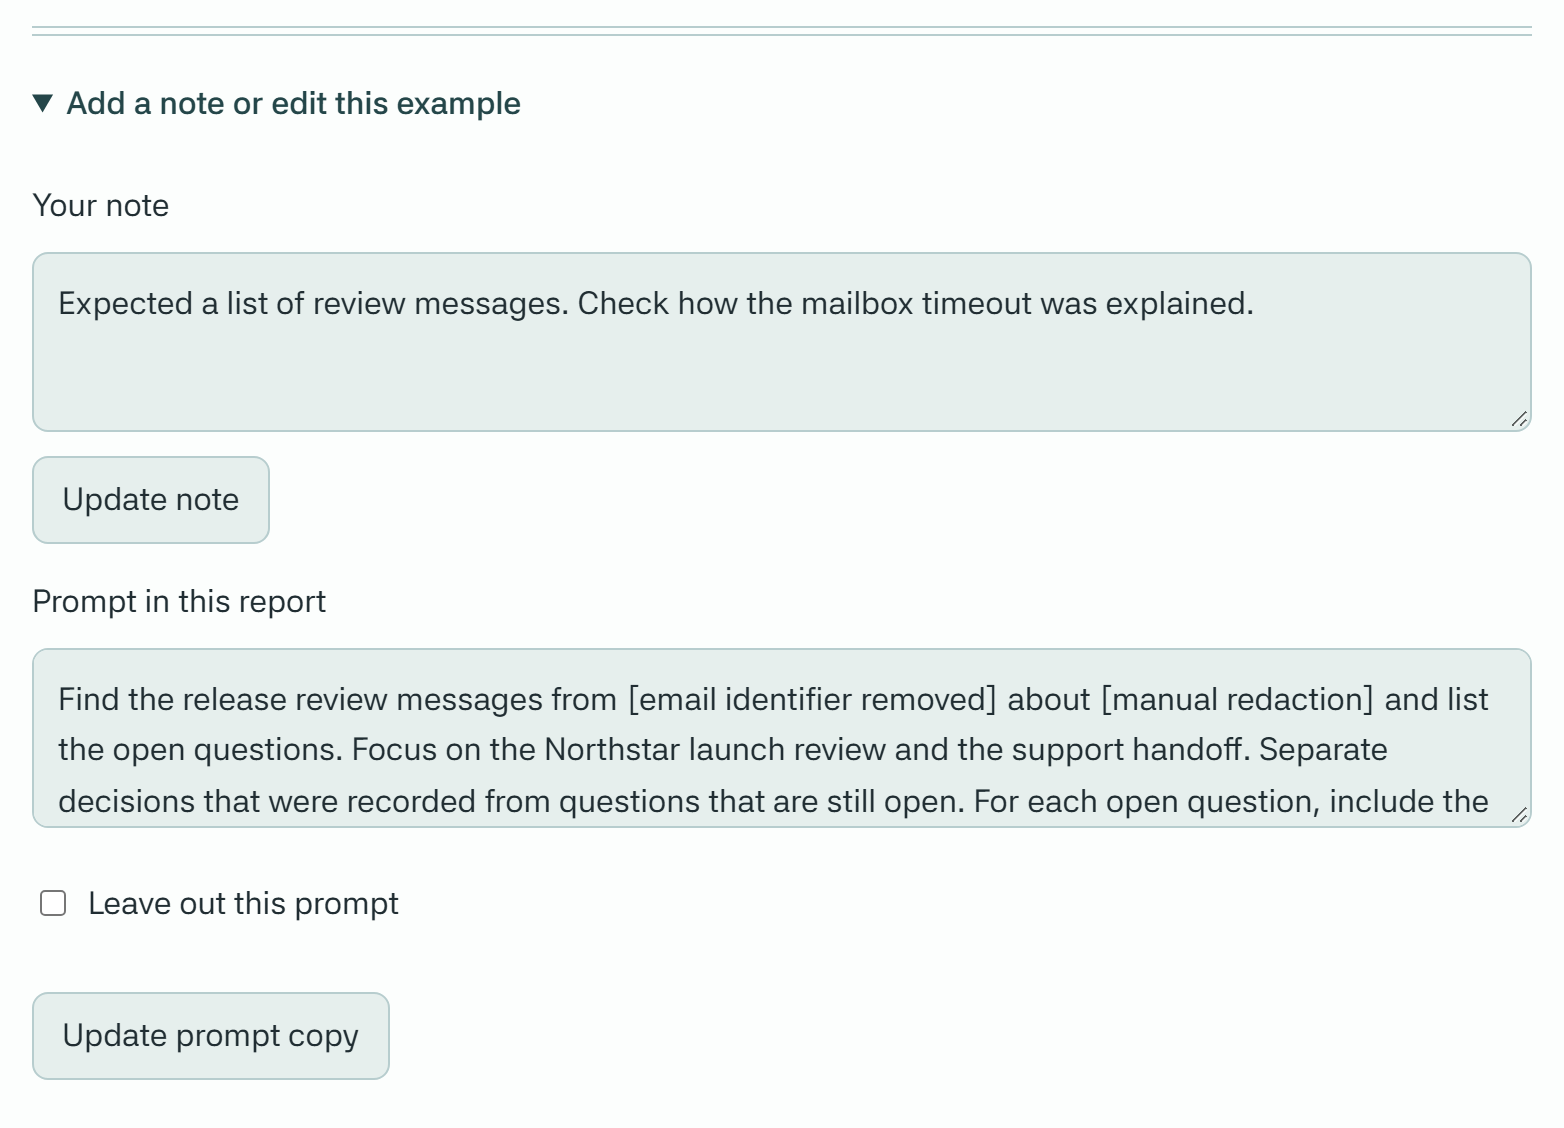 Add a note or edit this example
Your note
Expected a list of review messages. Check how the mailbox timeout was explained.
Update note
Prompt in this report
Find the release review messages from [email identifier removed] about [manual redaction] and list
the open questions. Focus on the Northstar launch review and the support handoff. Separate
decisions that were recorded from questions that are still open. For each open question, include the
Leave out this prompt
Update prompt copy